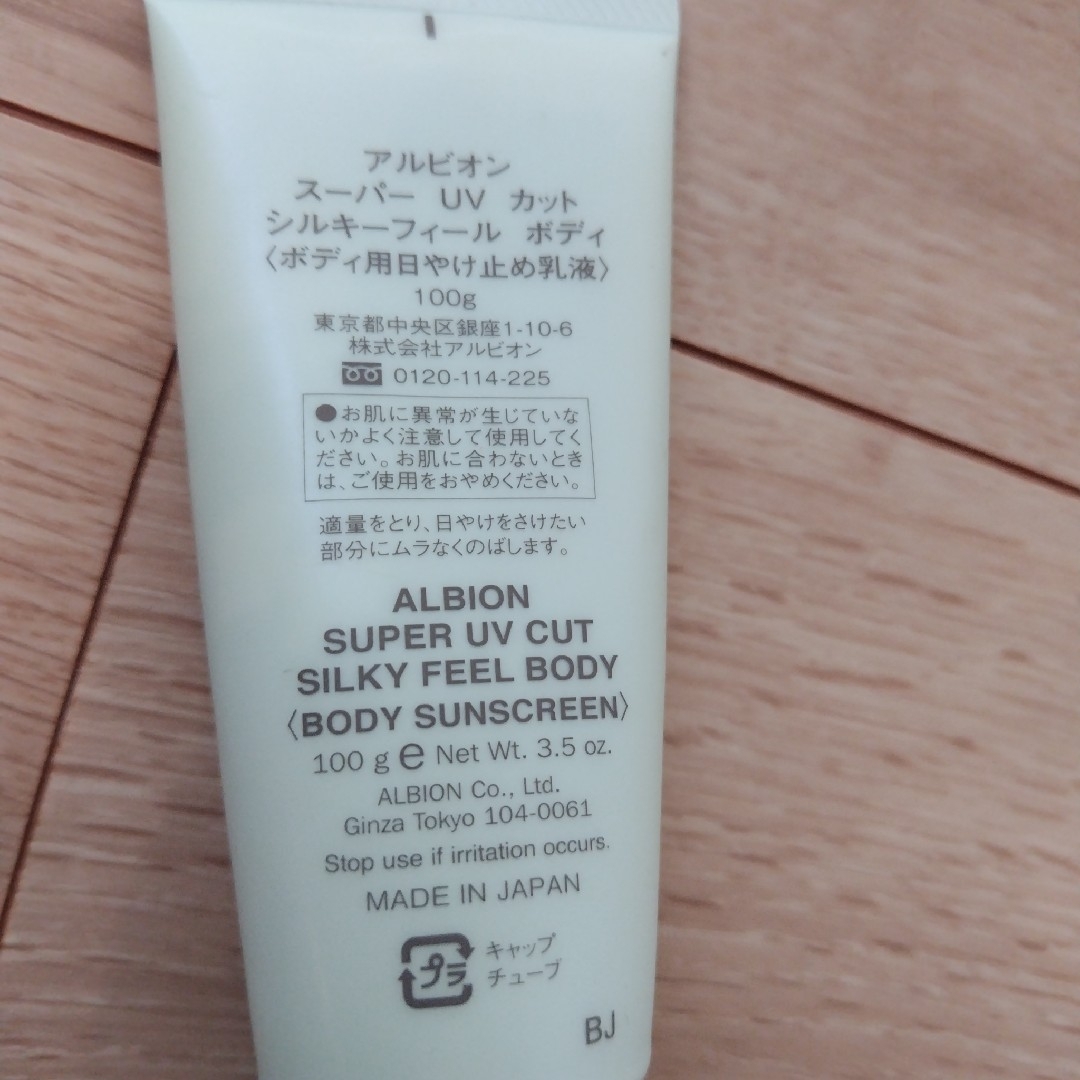 アルビオン
スーパー UV カット
シルキーフィール ボディ
〈ボディ用日やけ止め乳液〉
100g
東京都中央区銀座1-10-6
株式会社アルビオン
0120-114-225
●お肌に異常が生じていな
いかよく注意して使用してく
ださい。お肌に合わないとき
は、ご使用をおやめください。
適量をとり、日やけをさけたい
部分にムラなくのばします。
ALBION
SUPER UV CUT
SILKY FEEL BODY
〈BODY SUNSCREEN〉
100 g ℮ Net Wt. 3.5 oz.
ALBION Co., Ltd.
Ginza Tokyo 104-0061
Stop use if irritation occurs.
MADE IN JAPAN
プラ キャップ
チューブ
BJ